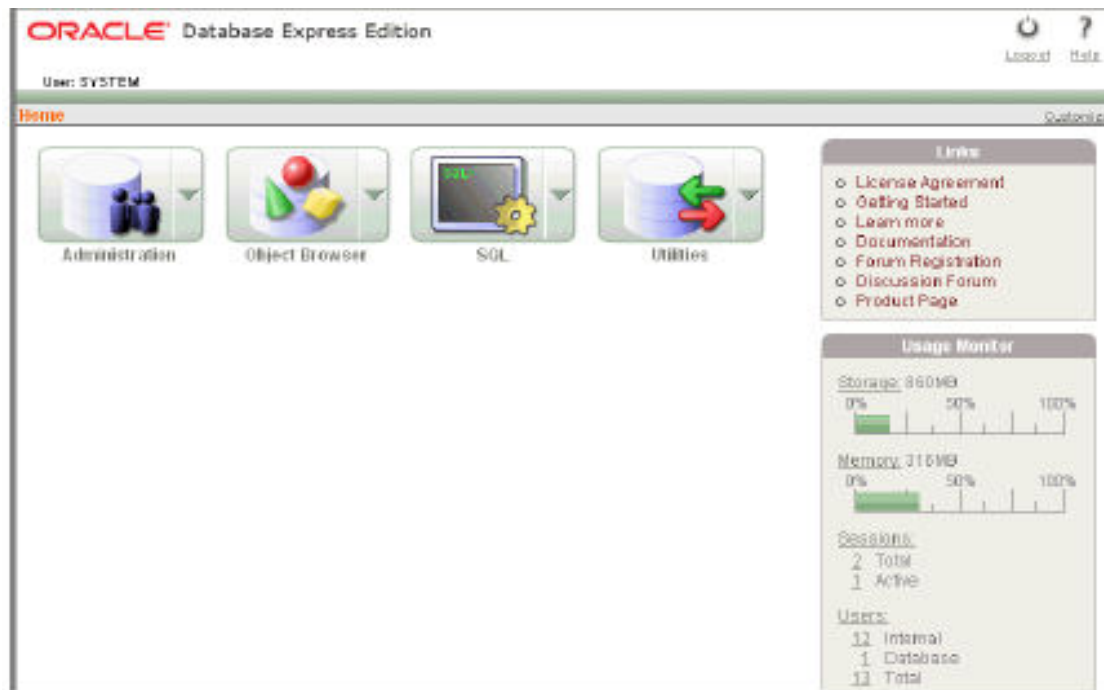 ORACLE Database Express Edition
Logout Help
User: SYSTEM
Home
Customize
SQL
Administration
Object Browser
SQL
Utilities
Links
License Agreement
Getting Started
Learn more
Documentation
Forum Registration
Discussion Forum
Product Page
Usage Monitor
Storage: 860MB
0% 50% 100%
Memory: 316MB
0% 50% 100%
Sessions:
2 Total
1 Active
Users:
12 Internal
1 Database
13 Total